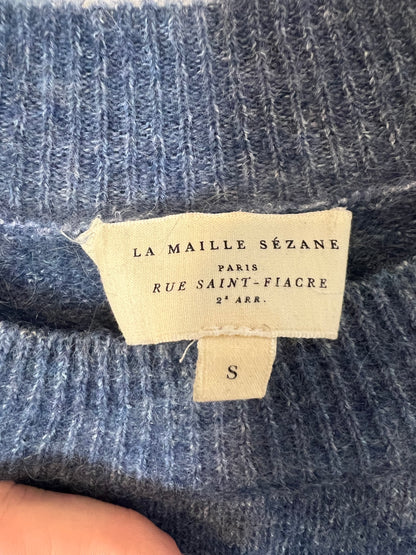 LA MAILLE SÉZANE
PARIS
RUE SAINT-FIACRE
2ᵉ ARR.
S